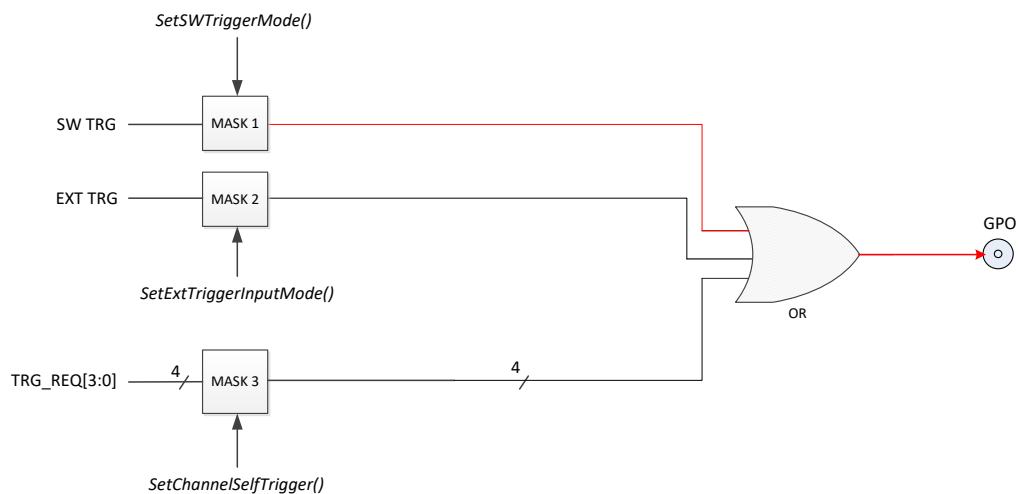 SetSWTriggerMode()
SW TRG
MASK 1
EXT TRG
MASK 2
GPO
SetExtTriggerInputMode()
OR
TRG_REQ[3:0]
4
MASK 3
4
SetChannelSelfTrigger()